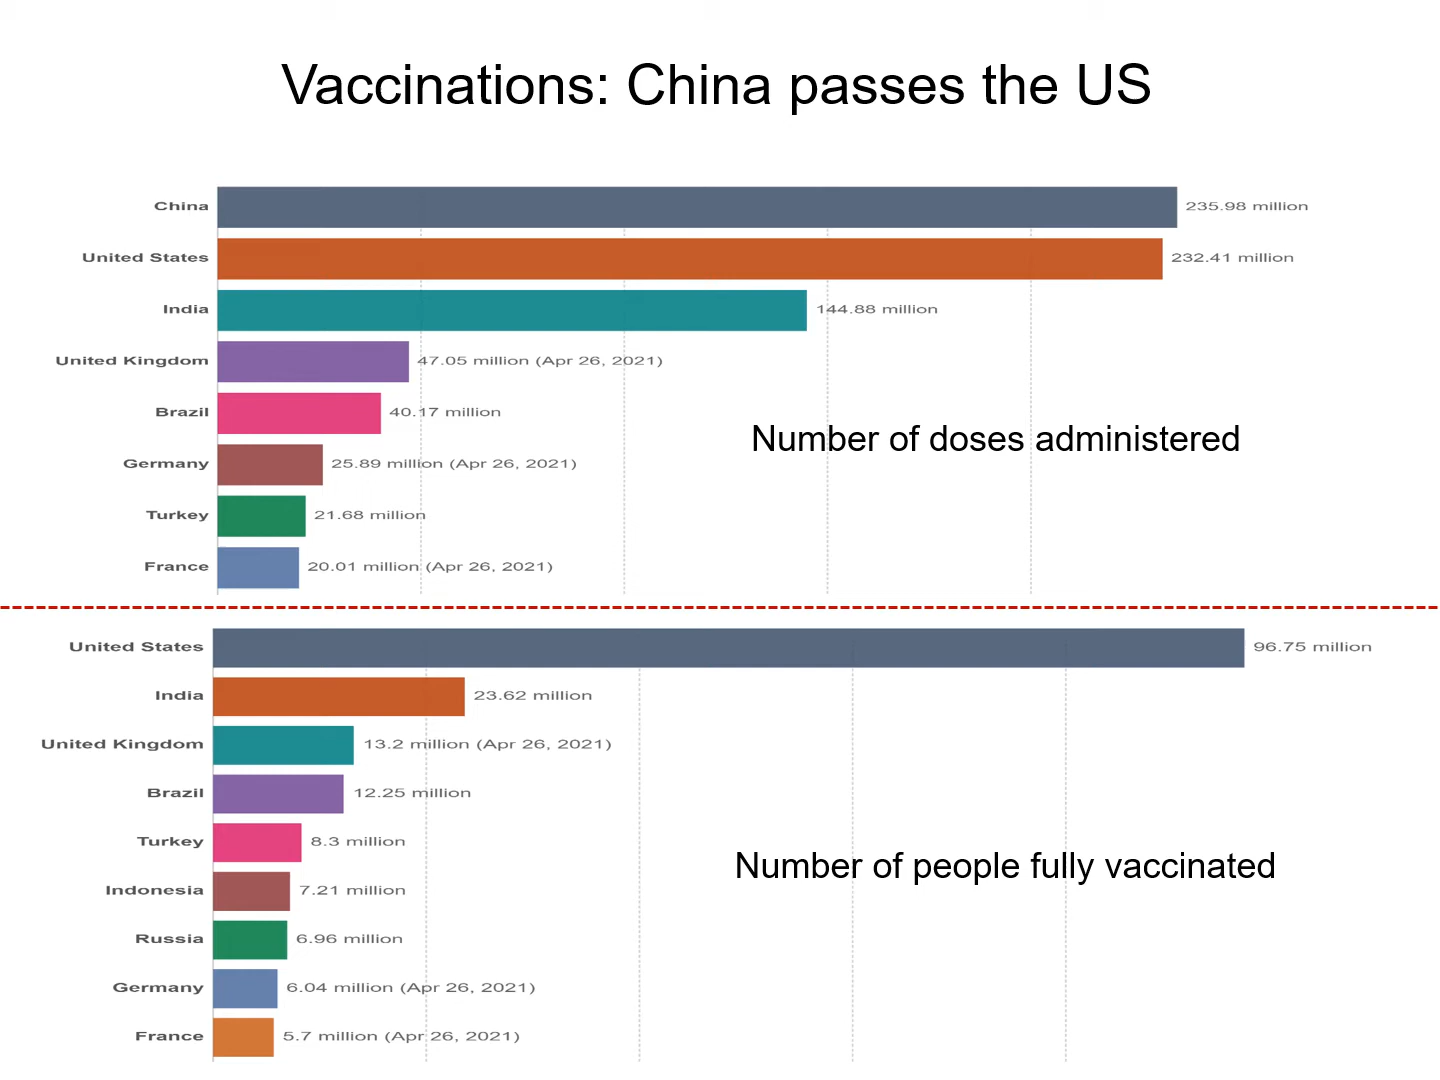 Vaccinations: China passes the US
China 235.98 million
United States 232.41 million
India 144.88 million
United Kingdom 47.05 million (Apr 26, 2021)
Brazil 40.17 million
Number of doses administered
Germany 25.89 million (Apr 26, 2021)
Turkey 21.68 million
France 20.01 million (Apr 26, 2021)
United States 96.75 million
India 23.62 million
United Kingdom 13.2 million (Apr 26, 2021)
Brazil 12.25 million
Turkey 8.3 million
Number of people fully vaccinated
Indonesia 7.21 million
Russia 6.96 million
Germany 6.04 million (Apr 26, 2021)
France 5.7 million (Apr 26, 2021)